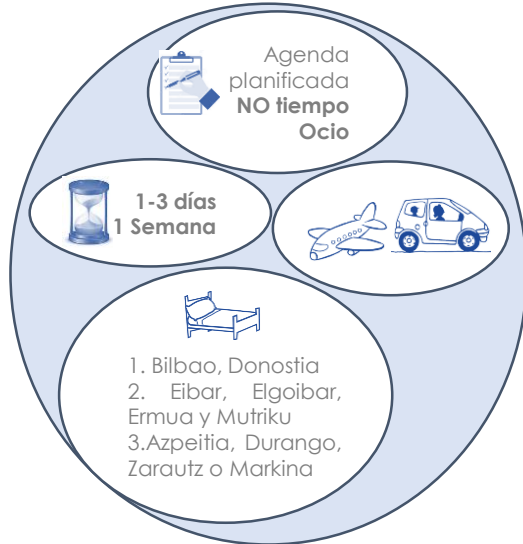 Agenda
planificada
NO tiempo
Ocio
1-3 días
1 Semana
1. Bilbao, Donostia
2. Eibar, Elgoibar,
Ermua y Mutriku
3.Azpeitia, Durango,
Zarautz o Markina